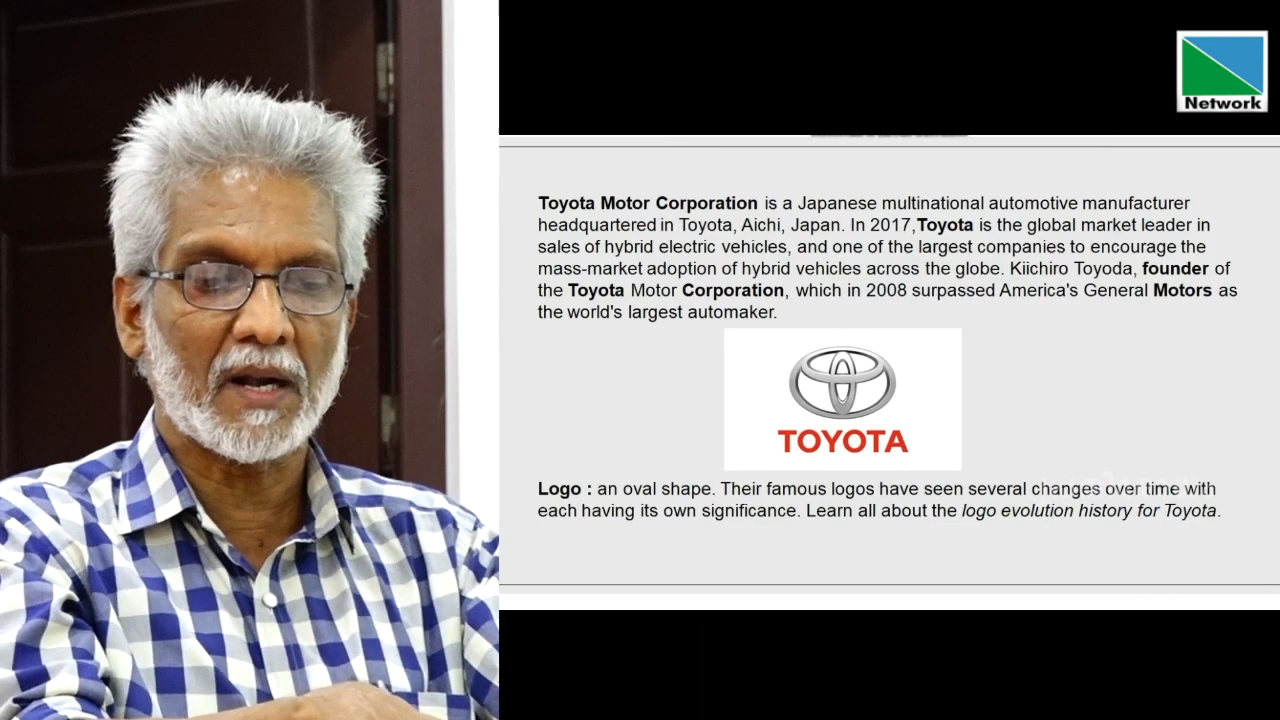 Network
Toyota Motor Corporation is a Japanese multinational automotive manufacturer
headquartered in Toyota, Aichi, Japan. In 2017,Toyota is the global market leader in
sales of hybrid electric vehicles, and one of the largest companies to encourage the
mass-market adoption of hybrid vehicles across the globe. Kiichiro Toyoda, founder of
the Toyota Motor Corporation, which in 2008 surpassed America's General Motors as
the world's largest automaker.
TOYOTA
Logo : an oval shape. Their famous logos have seen several changes over time with
each having its own significance. Learn all about the logo evolution history for Toyota.